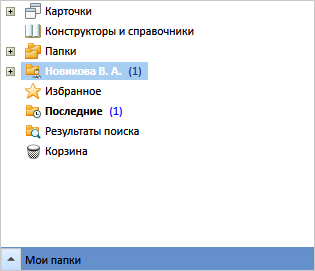 Карточки
Конструкторы и справочники
Папки
Новикова В. А. (1)
Избранное
Последние (1)
Результаты поиска
Корзина
Мои папки